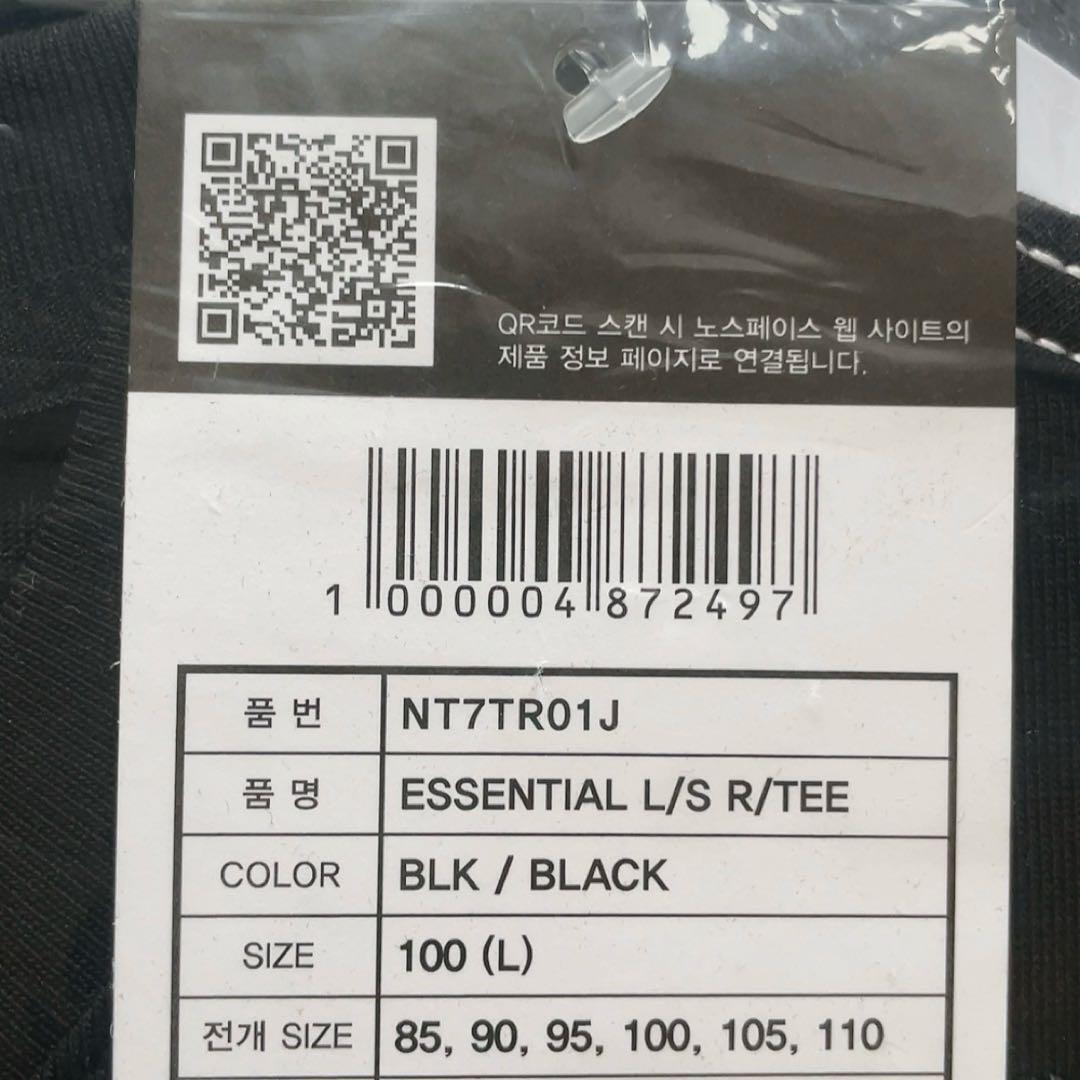 QR코드 스캔 시 노스페이스 웹 사이트의
제품 정보 페이지로 연결됩니다.
1 000004 872497
품 번 NT7TR01J
품 명 ESSENTIAL L/S R/TEE
COLOR BLK / BLACK
SIZE 100 (L)
전개 SIZE 85, 90, 95, 100, 105, 110